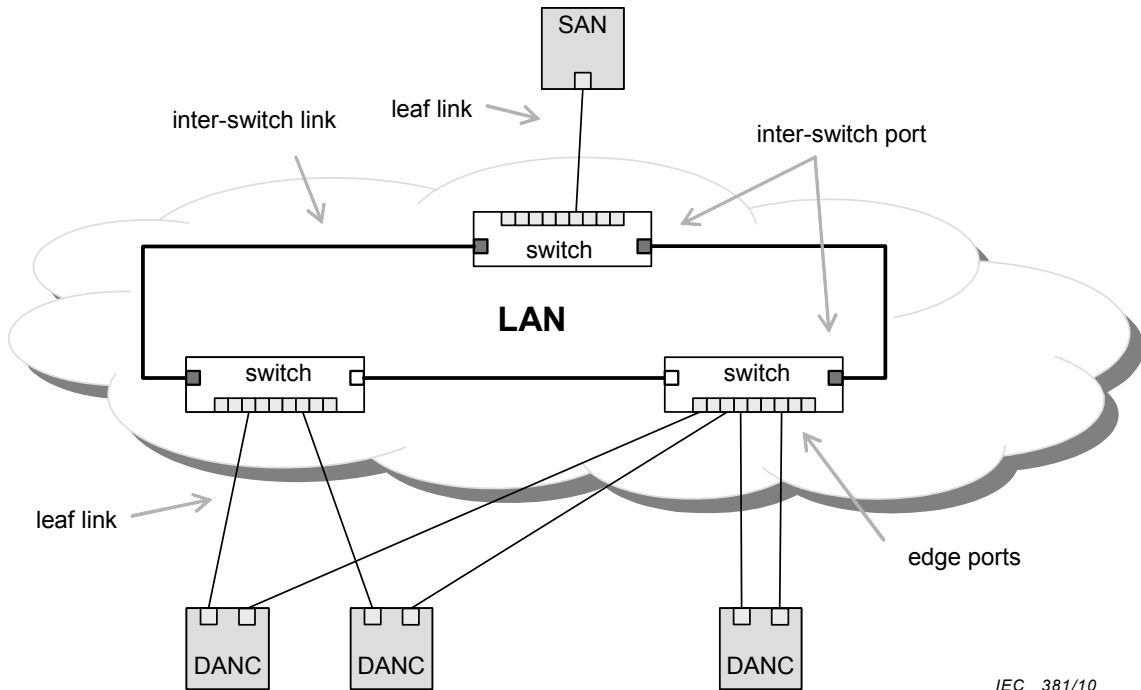 SAN
leaf link
inter-switch link
inter-switch port
switch
LAN
switch
switch
leaf link
edge ports
DANC
DANC
DANC
IEC 381/10